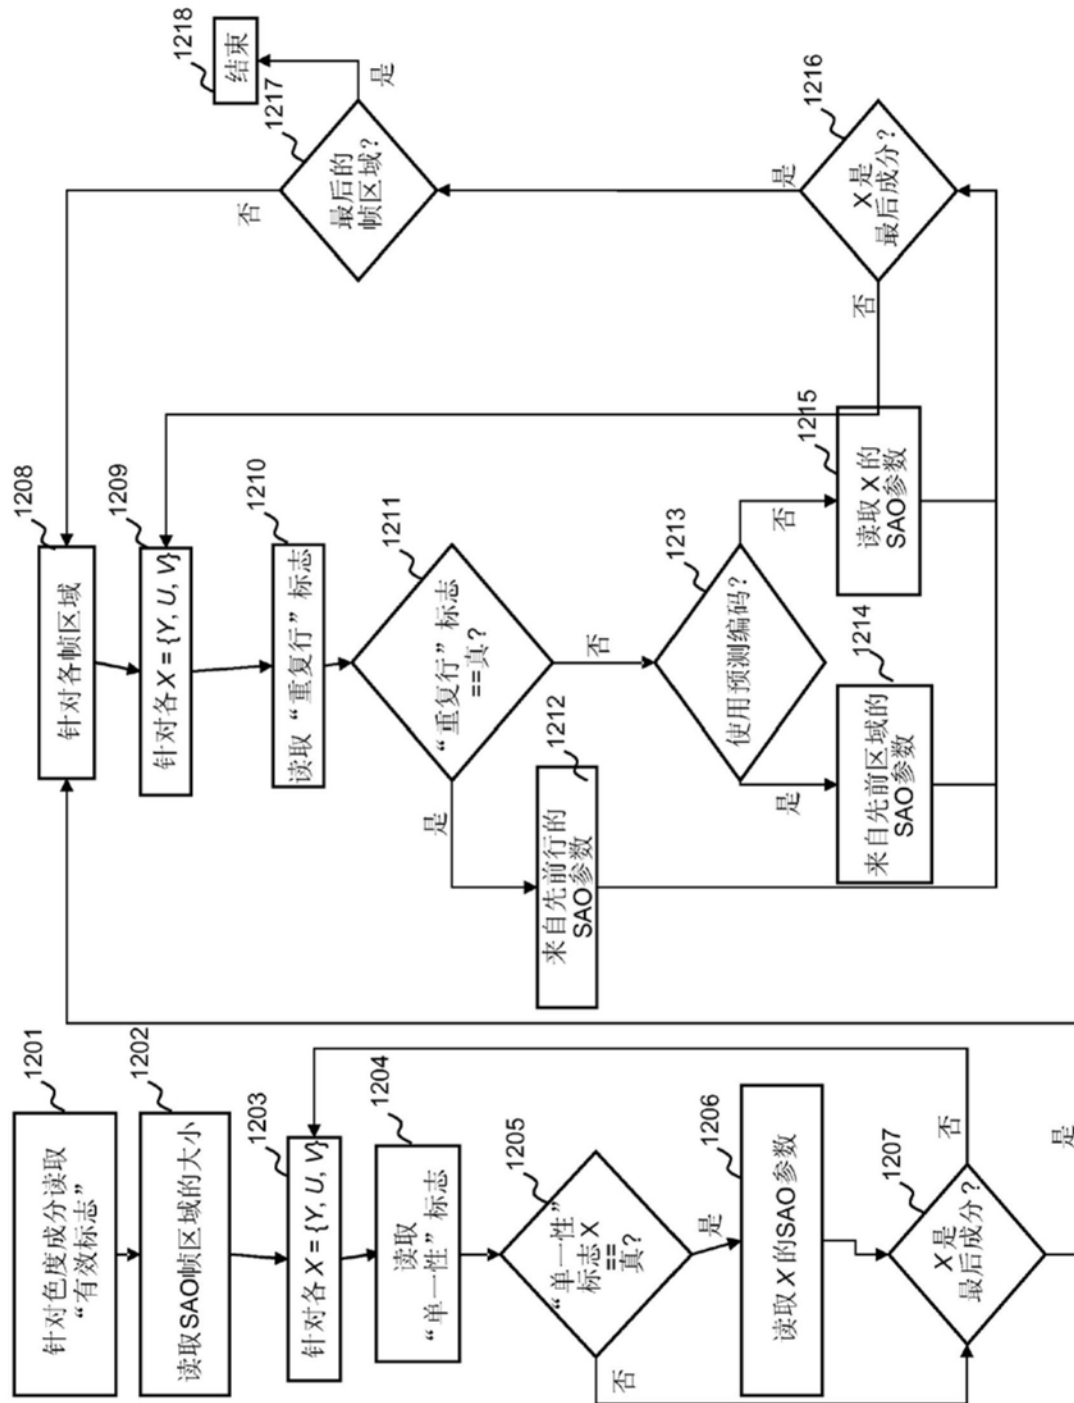 1201
针对色度成分读取
“有效标志”
1202
读取SAO帧区域的大小
1203
针对各X = {Y, U, V}
1204
读取
“单一性”标志
1205
“单一性”
标志X
==
真?
是
否
1206
读取X的SAO参数
1207
X是
最后成分?
否
是
1208
针对各帧区域
1209
针对各X = {Y, U, V}
1210
读取“重复行”标志
1211
“重复行”标志
==真?
是
否
1212
来自先前行的
SAO参数
1213
使用预测编码?
是
否
1214
来自先前区域的
SAO参数
1215
读取X的
SAO参数
1216
X是
最后成分?
否
是
1217
最后的
帧区域?
否
是
1218
结束